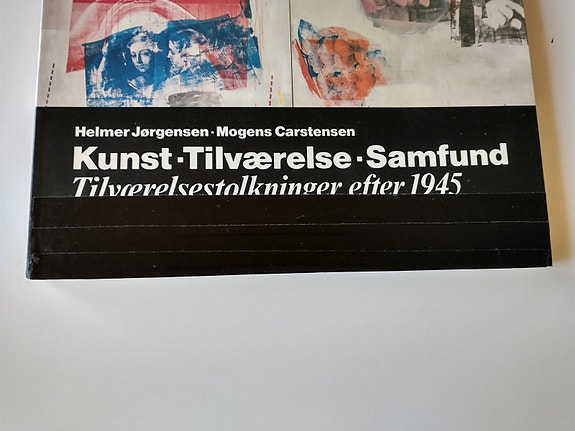 Helmer Jørgensen · Mogens Carstensen
Kunst · Tilværelse · Samfund
Tilværelsestolkninger efter 1945